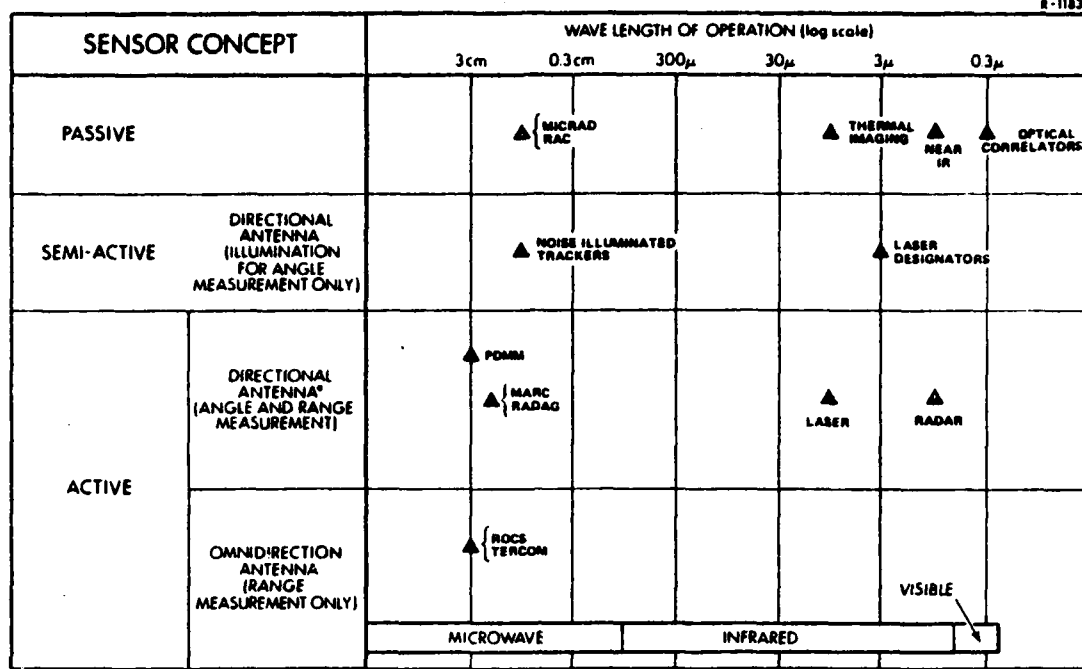 R-1183
SENSOR CONCEPT
WAVE LENGTH OF OPERATION (log scale)
3cm 0.3cm 300μ 30μ 3μ 0.3μ
PASSIVE
MICRAD
RAC
THERMAL
IMAGING
NEAR
IR
OPTICAL
CORRELATORS
SEMI-ACTIVE
DIRECTIONAL
ANTENNA
(ILLUMINATION
FOR ANGLE
MEASUREMENT ONLY)
NOISE ILLUMINATED
TRACKERS
LASER
DESIGNATORS
ACTIVE
DIRECTIONAL
ANTENNA*
(ANGLE AND RANGE
MEASUREMENT)
PDMM
MARC
RADAG
LASER
RADAR
OMNIDIRECTION
ANTENNA
(RANGE
MEASUREMENT ONLY)
ROCS
TERCOM
VISIBLE
MICROWAVE
INFRARED